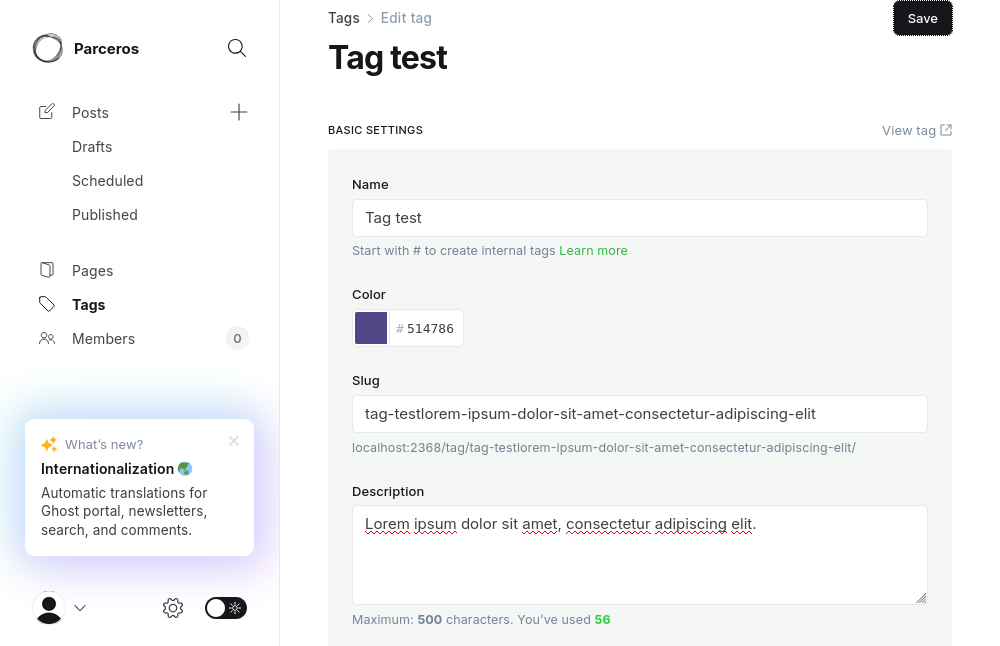 Parceros
Posts
Drafts
Scheduled
Published
Pages
Tags
Members
0
What's new?
Internationalization
Automatic translations for
Ghost portal, newsletters,
search, and comments.
Tags > Edit tag
Save
Tag test
BASIC SETTINGS
View tag
Name
Tag test
Start with # to create internal tags Learn more
Color
# 514786
Slug
tag-testlorem-ipsum-dolor-sit-amet-consectetur-adipiscing-elit
localhost:2368/tag/tag-testlorem-ipsum-dolor-sit-amet-consectetur-adipiscing-elit/
Description
Lorem ipsum dolor sit amet, consectetur adipiscing elit.
Maximum: 500 characters. You've used 56